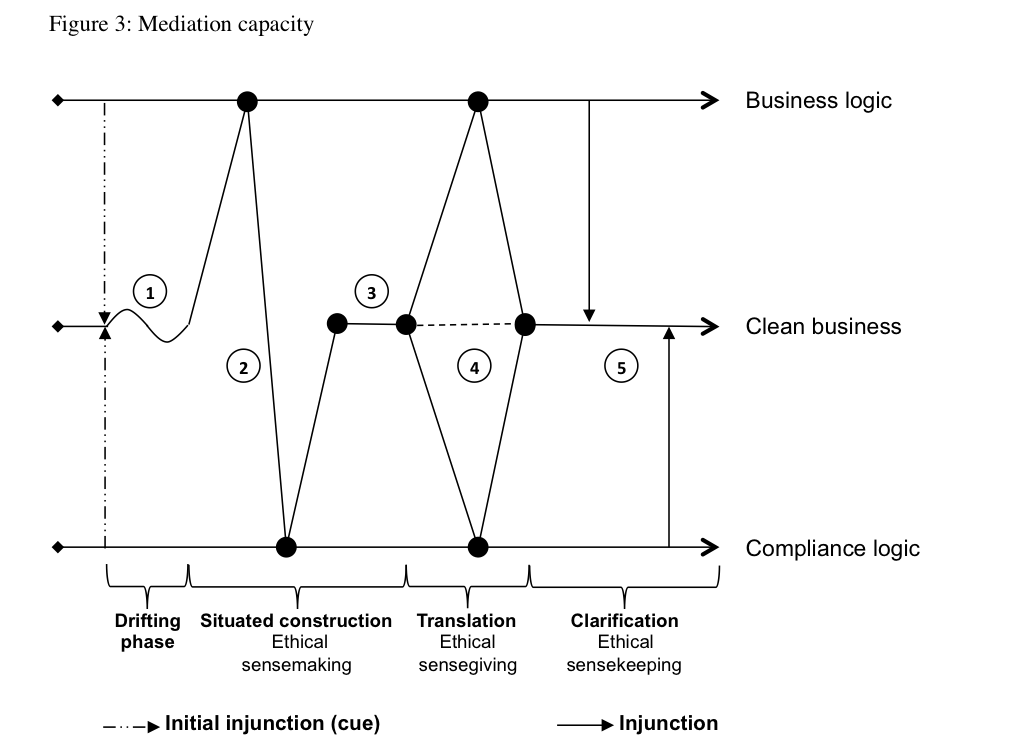 Figure 3: Mediation capacity
Business logic
1
3
Clean business
2
4
5
Compliance logic
Drifting
phase
Situated construction
Ethical
sensemaking
Translation
Ethical
sensegiving
Clarification
Ethical
sensekeeping
Initial injunction (cue)
Injunction